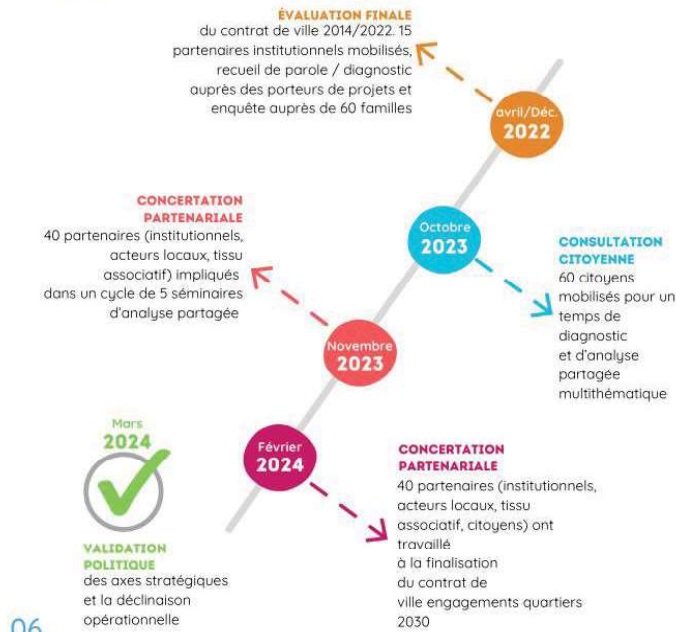 ÉVALUATION FINALE
du contrat de ville 2014/2022. 15
partenaires institutionnels mobilisés,
recueil de parole / diagnostic
auprès des porteurs de projets et
enquête auprès de 60 familles
avril/Déc.
2022
Octobre
2023
CONSULTATION
CITOYENNE
60 citoyens
mobilisés pour un
temps de
diagnostic
et d'analyse
partagée
multithématique
CONCERTATION
PARTENARIALE
40 partenaires (institutionnels,
acteurs locaux, tissu
associatif) impliqués
dans un cycle de 5 séminaires
d'analyse partagée
Novembre
2023
Février
2024
CONCERTATION
PARTENARIALE
40 partenaires (institutionnels,
acteurs locaux, tissu
associatif, citoyens) ont
travaillé
à la finalisation
du contrat de
ville engagements quartiers
2030
Mars
2024
VALIDATION
POLITIQUE
des axes stratégiques
et la déclinaison
opérationnelle
06